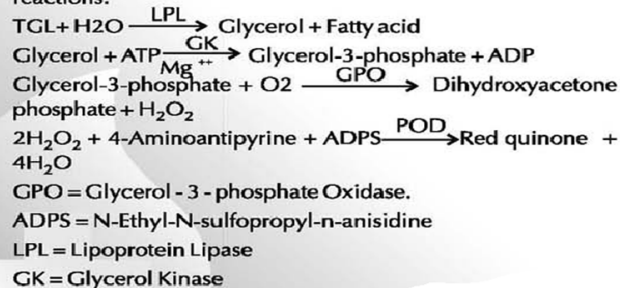 reactions:
TGL+ H2O LPL Glycerol + Fatty acid
Glycerol + ATP GK Mg ++ Glycerol-3-phosphate + ADP
Glycerol-3-phosphate + O2 GPO Dihydroxyacetone
phosphate + H₂O₂
2H₂O₂ + 4-Aminoantipyrine + ADPS POD Red quinone +
4H₂O
GPO = Glycerol - 3 - phosphate Oxidase.
ADPS = N-Ethyl-N-sulfopropyl-n-anisidine
LPL = Lipoprotein Lipase
GK = Glycerol Kinase